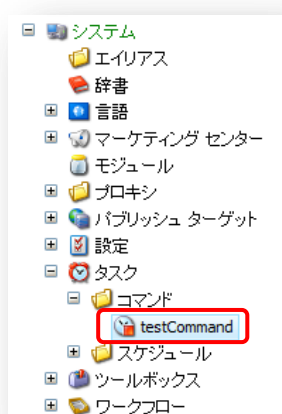 システム
エイリアス
辞書
言語
マーケティング センター
モジュール
プロキシ
パブリッシュ ターゲット
設定
タスク
コマンド
testCommand
スケジュール
ツールボックス
ワークフロー